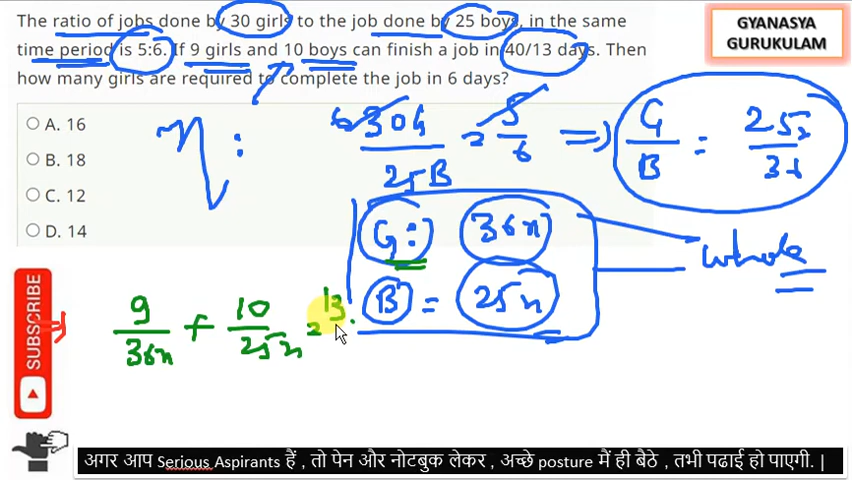 The ratio of jobs done by 30 girls to the job done by 25 boys, in the same
time period is 5:6. If 9 girls and 10 boys can finish a job in 40/13 days. Then
how many girls are required to complete the job in 6 days?
GYANASYA
GURUKULAM
A. 16
B. 18
C. 12
D. 14
η :
6 30G / 25B = 5/6 ⇒ G/B = 25x/36
G : 36x
B = 25x
whole
⇒ 9/36x + 10/25x = 13
SUBSCRIBE
अगर आप Serious Aspirants हैं , तो पेन और नोटबुक लेकर , अच्छे posture मैं ही बैठे , तभी पढाई हो पाएगी. |